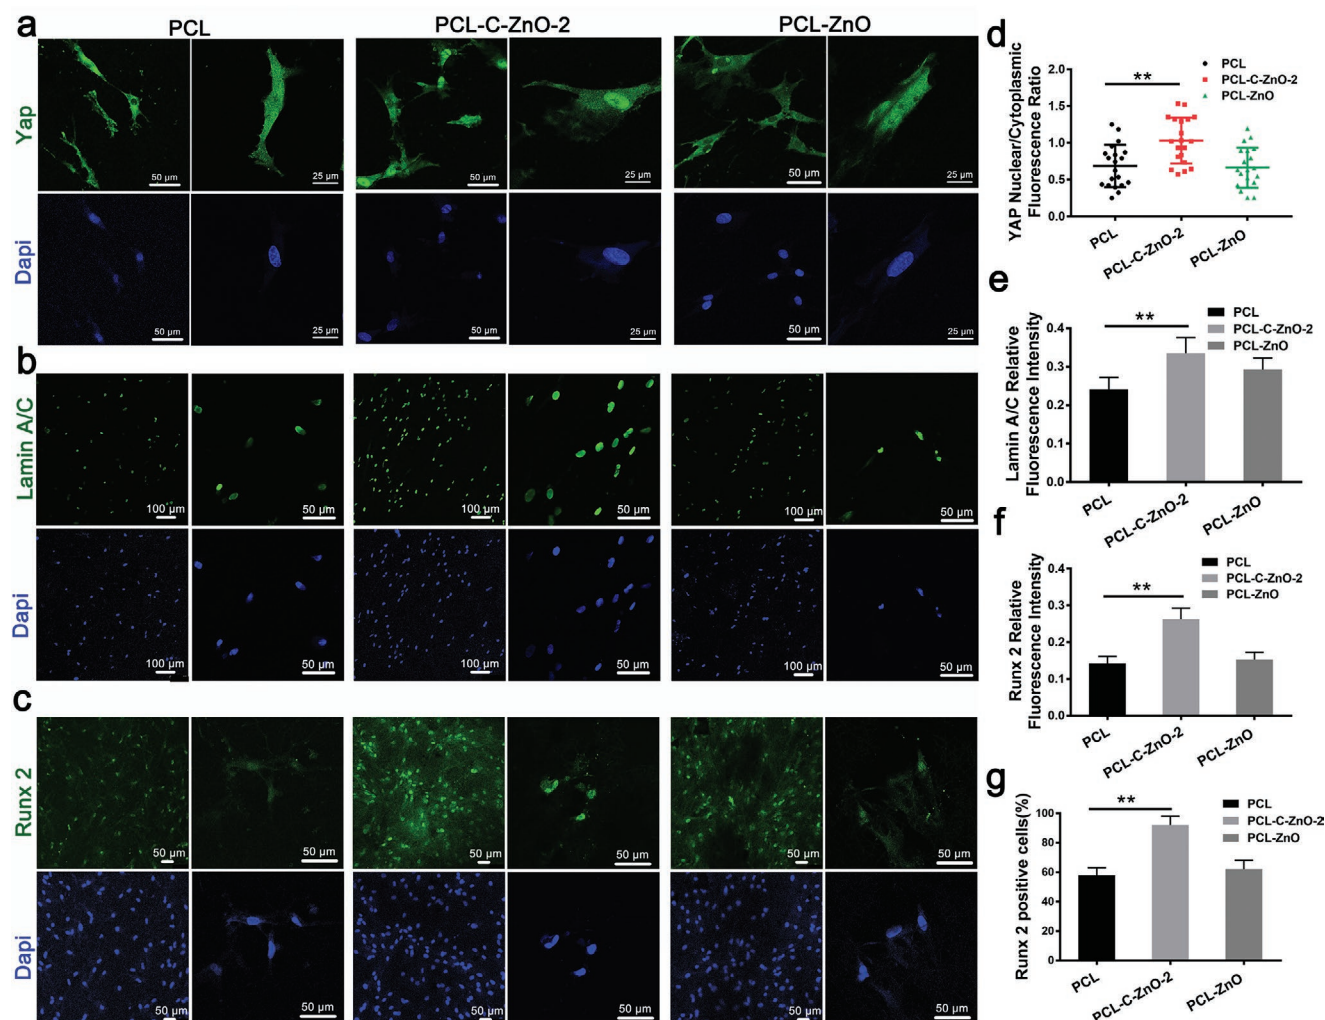 a
PCL
PCL-C-ZnO-2
PCL-ZnO
Yap
50 µm
25 µm
50 µm
25 µm
50 µm
25 µm
Dapi
50 µm
25 µm
50 µm
25 µm
50 µm
25 µm
b
Lamin A/C
100 µm
50 µm
100 µm
50 µm
100 µm
50 µm
Dapi
100 µm
50 µm
100 µm
50 µm
100 µm
50 µm
c
Runx 2
50 µm
50 µm
50 µm
50 µm
50 µm
50 µm
Dapi
50 µm
50 µm
50 µm
50 µm
50 µm
50 µm
d
YAP Nuclear/Cytoplasmic
Fluorescence Ratio
2.0
1.5
1.0
0.5
0.0
**
PCL
PCL-C-ZnO-2
PCL-ZnO
PCL
PCL-C-ZnO-2
PCL-ZnO
e
Lamin A/C Relative
Fluorescence Intensity
0.4
0.3
0.2
0.1
0.0
**
PCL
PCL-C-ZnO-2
PCL-ZnO
PCL
PCL-C-ZnO-2
PCL-ZnO
f
Runx 2 Relative
Fluorescence Intensity
0.4
0.3
0.2
0.1
0.0
**
PCL
PCL-C-ZnO-2
PCL-ZnO
PCL
PCL-C-ZnO-2
PCL-ZnO
g
Runx 2 positive cells(%)
100
80
60
40
20
0
**
PCL
PCL-C-ZnO-2
PCL-ZnO
PCL
PCL-C-ZnO-2
PCL-ZnO